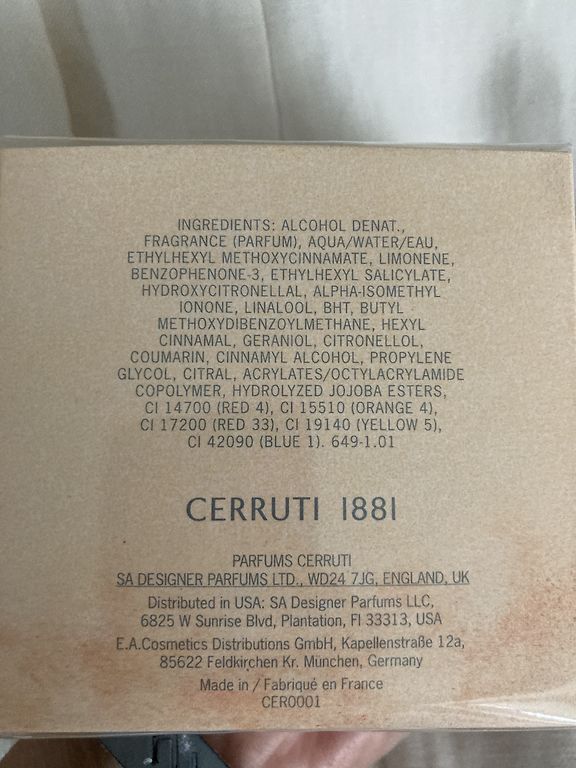 INGREDIENTS: ALCOHOL DENAT.,
FRAGRANCE (PARFUM), AQUA/WATER/EAU,
ETHYLHEXYL METHOXYCINNAMATE, LIMONENE,
BENZOPHENONE-3, ETHYLHEXYL SALICYLATE,
HYDROXYCITRONELLAL, ALPHA-ISOMETHYL
IONONE, LINALOOL, BHT, BUTYL
METHOXYDIBENZOYLMETHANE, HEXYL
CINNAMAL, GERANIOL, CITRONELLOL,
COUMARIN, CINNAMYL ALCOHOL, PROPYLENE
GLYCOL, CITRAL, ACRYLATES/OCTYLACRYLAMIDE
COPOLYMER, HYDROLYZED JOJOBA ESTERS,
CI 14700 (RED 4), CI 15510 (ORANGE 4),
CI 17200 (RED 33), CI 19140 (YELLOW 5),
CI 42090 (BLUE 1). 649-1.01
CERRUTI 1881
PARFUMS CERRUTI
SA DESIGNER PARFUMS LTD., WD24 7JG, ENGLAND, UK
Distributed in USA: SA Designer Parfums LLC,
6825 W Sunrise Blvd, Plantation, Fl 33313, USA
E.A.Cosmetics Distributions GmbH, Kapellenstraße 12a,
85622 Feldkirchen Kr. München, Germany
Made in / Fabriqué en France
CER0001